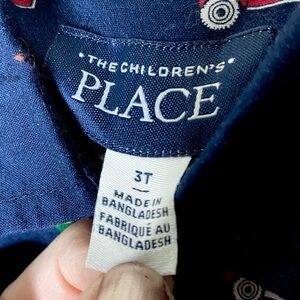 • THE CHILDREN'S •
PLACE
3T
MADE IN
BANGLADESH
FABRIQUÉ AU
BANGLADESH